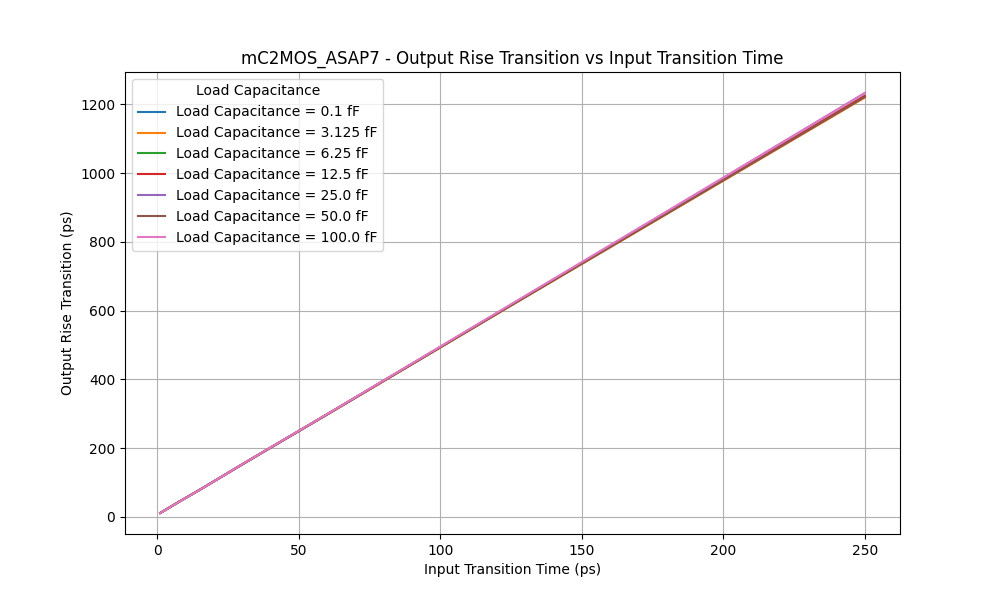 mC2MOS_ASAP7 - Output Rise Transition vs Input Transition Time
Load Capacitance
Load Capacitance = 0.1 fF
Load Capacitance = 3.125 fF
Load Capacitance = 6.25 fF
Load Capacitance = 12.5 fF
Load Capacitance = 25.0 fF
Load Capacitance = 50.0 fF
Load Capacitance = 100.0 fF
Output Rise Transition (ps)
1200
1000
800
600
400
200
0
0 50 100 150 200 250
Input Transition Time (ps)